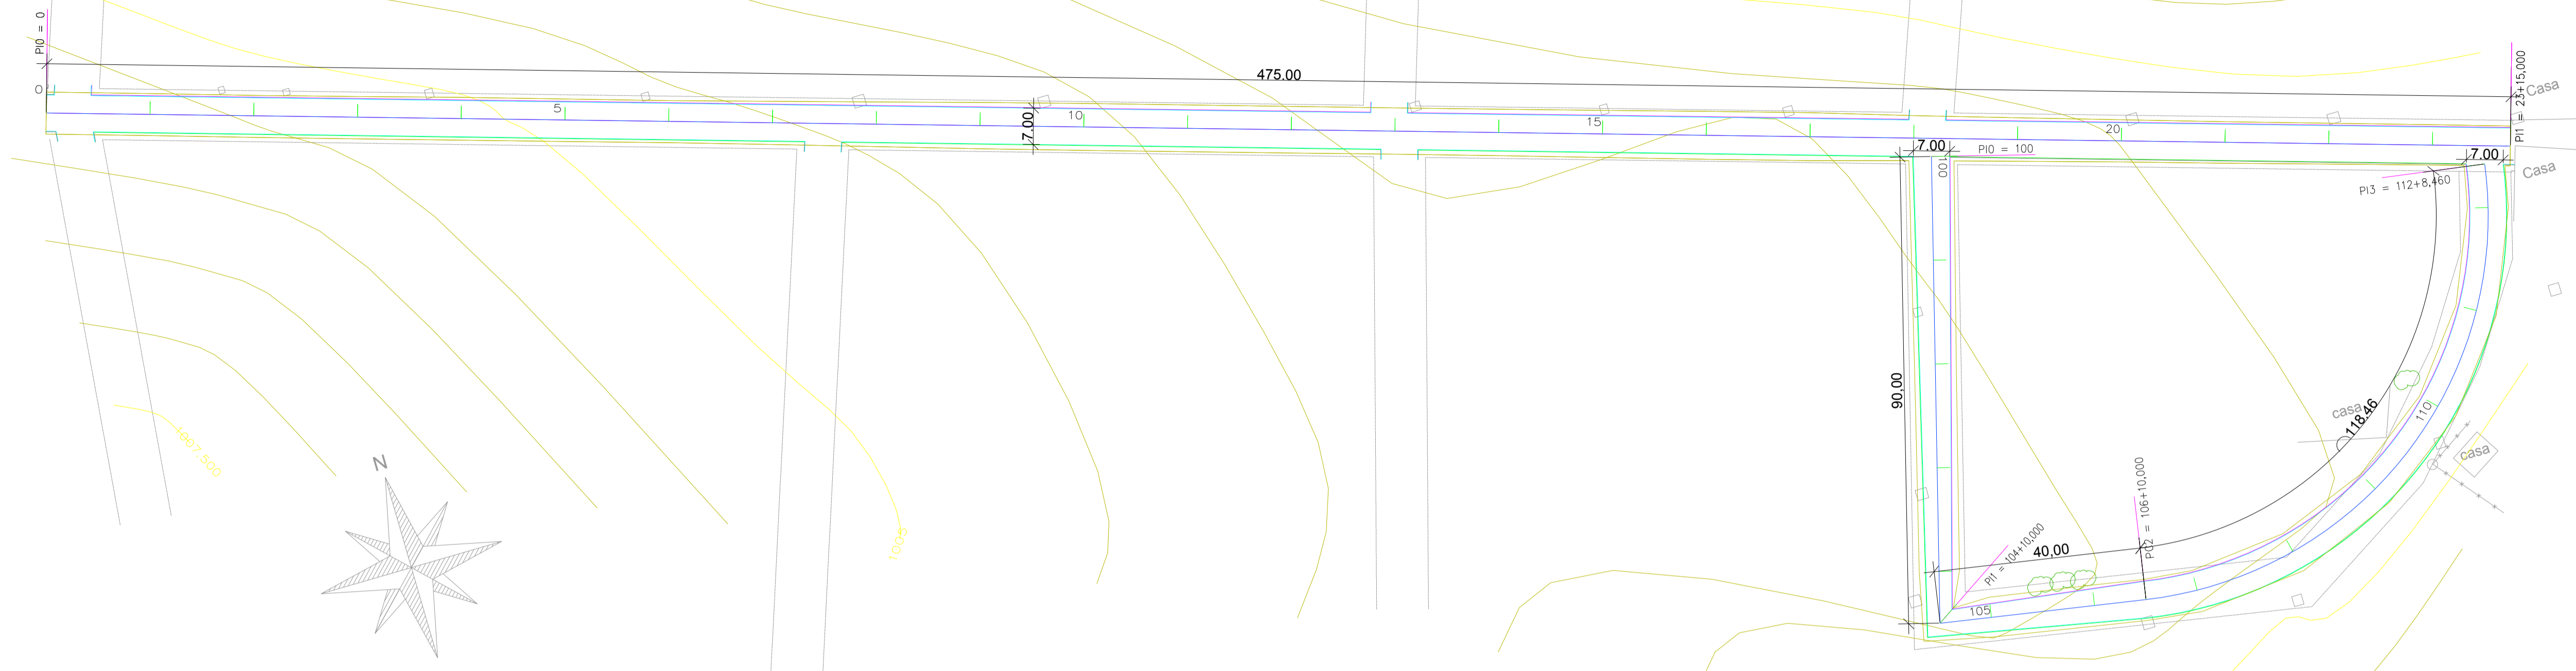 PI0 = 0
475.00
PI1 = 23+15,000
Casa
0
5
7.00
10
15
20
7.00
PI0 = 100
7.00
100
Casa
PI3 = 112+8,460
90,00
casa
118.46
110
casa
1007.500
N
1005
PI1 = 104+10,000
40,00
PC2 = 106+10,000
105